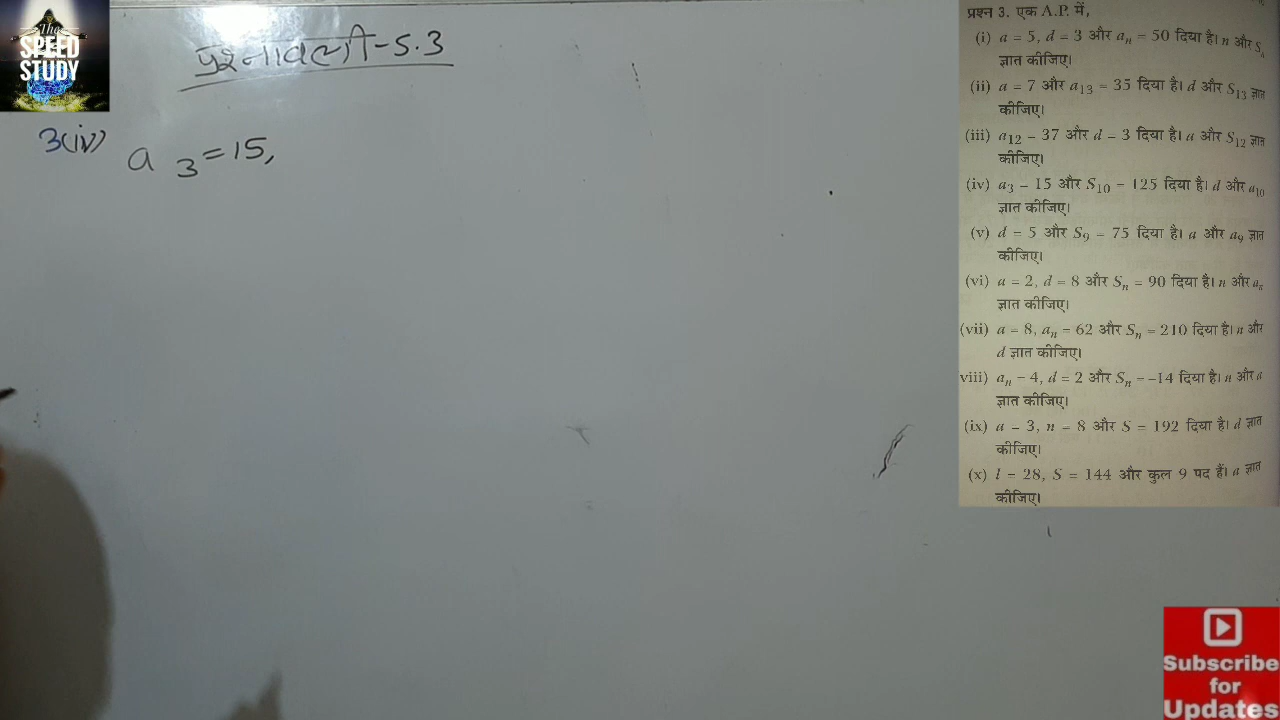 The
SPEED
STUDY
प्रश्नावली-5.3
3(iv) a 3 = 15,
प्रश्न 3. एक A.P. में,
(i) a = 5, d = 3 और aₙ = 50 दिया है। n और Sₙ
ज्ञात कीजिए।
(ii) a = 7 और a₁₃ = 35 दिया है। d और S₁₃ ज्ञात
कीजिए।
(iii) a₁₂ = 37 और d = 3 दिया है। a और S₁₂ ज्ञात
कीजिए।
(iv) a₃ = 15 और S₁₀ = 125 दिया है। d और a₁₀
ज्ञात कीजिए।
(v) d = 5 और S₉ = 75 दिया है। a और a₉ ज्ञात
कीजिए।
(vi) a = 2, d = 8 और Sₙ = 90 दिया है। n और aₙ
ज्ञात कीजिए।
(vii) a = 8, aₙ = 62 और Sₙ = 210 दिया है। n और
d ज्ञात कीजिए।
viii) aₙ = 4, d = 2 और Sₙ = –14 दिया है। n और a
ज्ञात कीजिए।
(ix) a = 3, n = 8 और S = 192 दिया है। d ज्ञात
कीजिए।
(x) l = 28, S = 144 और कुल 9 पद हैं। a ज्ञात
कीजिए।
Subscribe
for
Updates